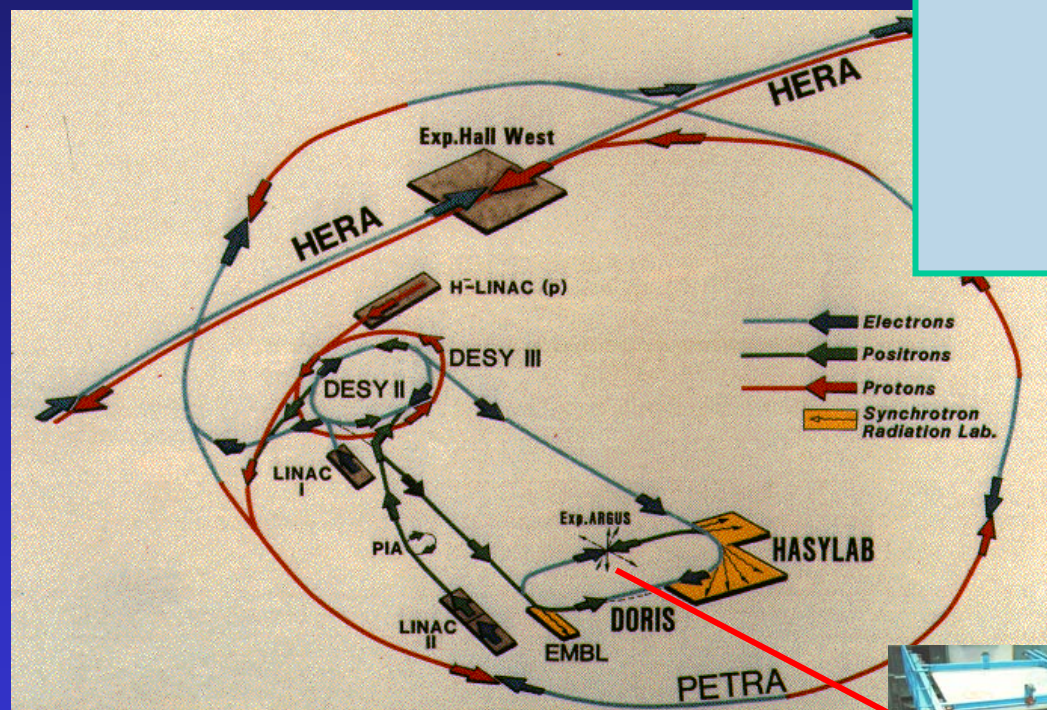 HERA
Exp.Hall West
HERA
H⁻-LINAC (p)
Electrons
DESY III
Positrons
DESY II
Protons
Synchrotron
Radiation Lab.
LINAC
I
Exp.ARGUS
PIA
HASYLAB
LINAC
II
DORIS
EMBL
PETRA